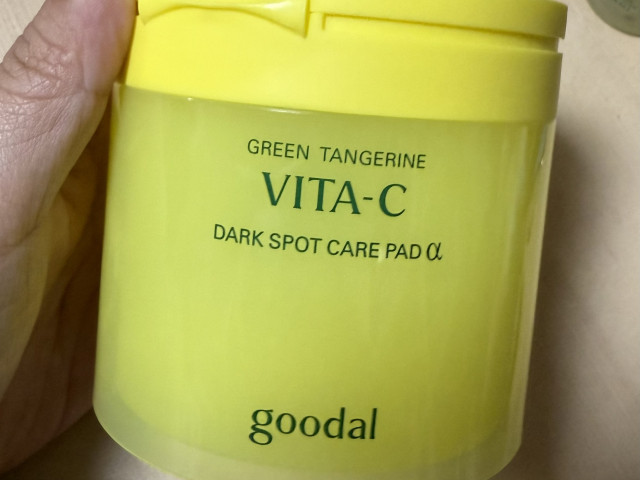 GREEN TANGERINE
VITA-C
DARK SPOT CARE PAD α
goodal